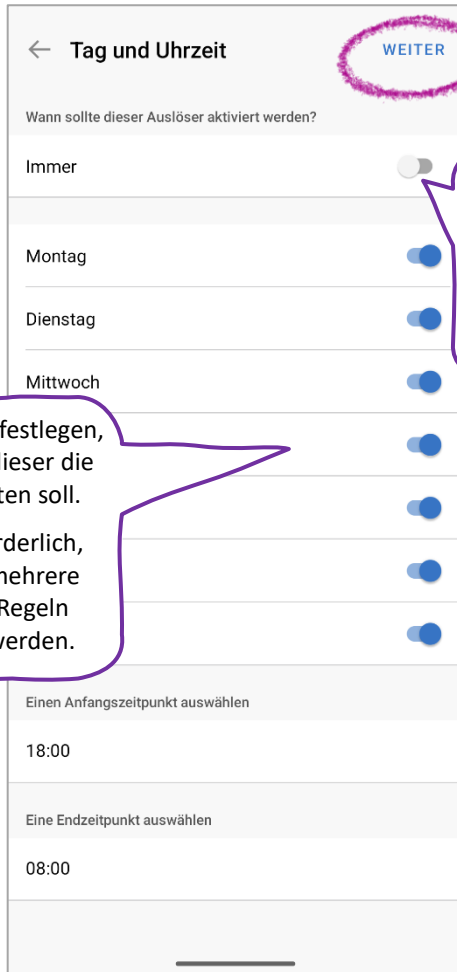 Tag und Uhrzeit
WEITER
Wann sollte dieser Auslöser aktiviert werden?
Immer
Montag
Dienstag
Mittwoch
festlegen,
dieser die
ten soll.
rderlich,
mehrere
Regeln
werden.
Einen Anfangszeitpunkt auswählen
18:00
Eine Endzeitpunkt auswählen
08:00